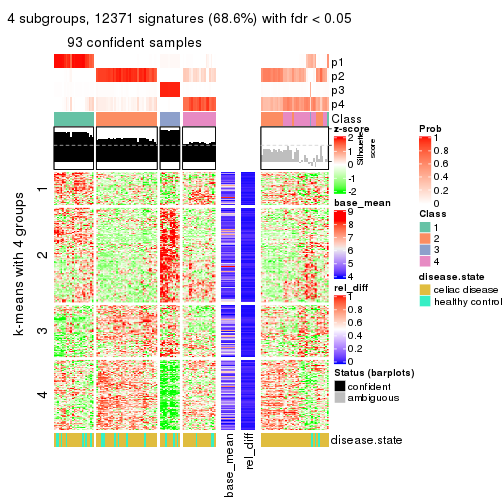 4 subgroups, 12371 signatures (68.6%) with fdr < 0.05
93 confident samples
p1
p2
p3
p4
Class
Silhouette
score
1
2
3
4
k-means with 4 groups
base_mean
rel_diff
disease.state
z-score
2
1
0
-1
-2
base_mean
9
8
7
6
5
4
rel_diff
1
0.8
0.6
0.4
0.2
0
Status (barplots)
confident
ambiguous
Prob
1
0.8
0.6
0.4
0.2
0
Class
1
2
3
4
disease.state
celiac disease
healthy control